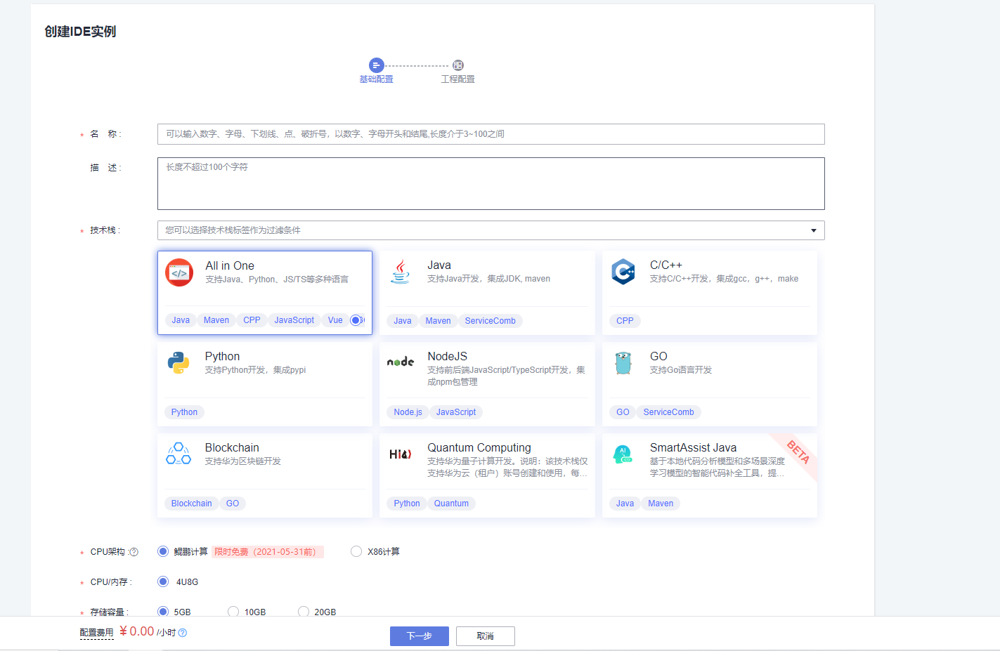 创建IDE实例
基础配置 工程配置
* 名 称 : 可以输入数字、字母、下划线、点、破折号，以数字、字母开头和结尾,长度介于3~100之间
描 述 : 长度不超过100个字符
* 技术栈 : 您可以选择技术栈标签作为过滤条件
All in One
支持Java、Python、JS/TS等多种语言
Java Maven CPP JavaScript Vue
Java
支持Java开发，集成JDK, maven
Java Maven ServiceComb
C/C++
支持C/C++开发，集成gcc，g++，make
CPP
Python
支持Python开发，集成pypi
Python
node
NodeJS
支持前后端JavaScript/TypeScript开发，集
成npm包管理
Node.js JavaScript
GO
支持Go语言开发
GO ServiceComb
Blockchain
支持华为区块链开发
Blockchain GO
Quantum Computing
支持华为量子计算开发。说明：该技术栈仅
支持华为云（租户）账号创建和使用，每...
Python Quantum
AI
SmartAssist Java
基于本地代码分析模型和多场景深度
学习模型的智能代码补全工具，提...
BETA
Java Maven
* CPU架构 :? 鲲鹏计算 限时免费（2021-05-31前） X86计算
* CPU/内存 : 4U8G
* 存储容量 : 5GB 10GB 20GB
配置费用 ¥0.00 /小时 ? 下一步 取消